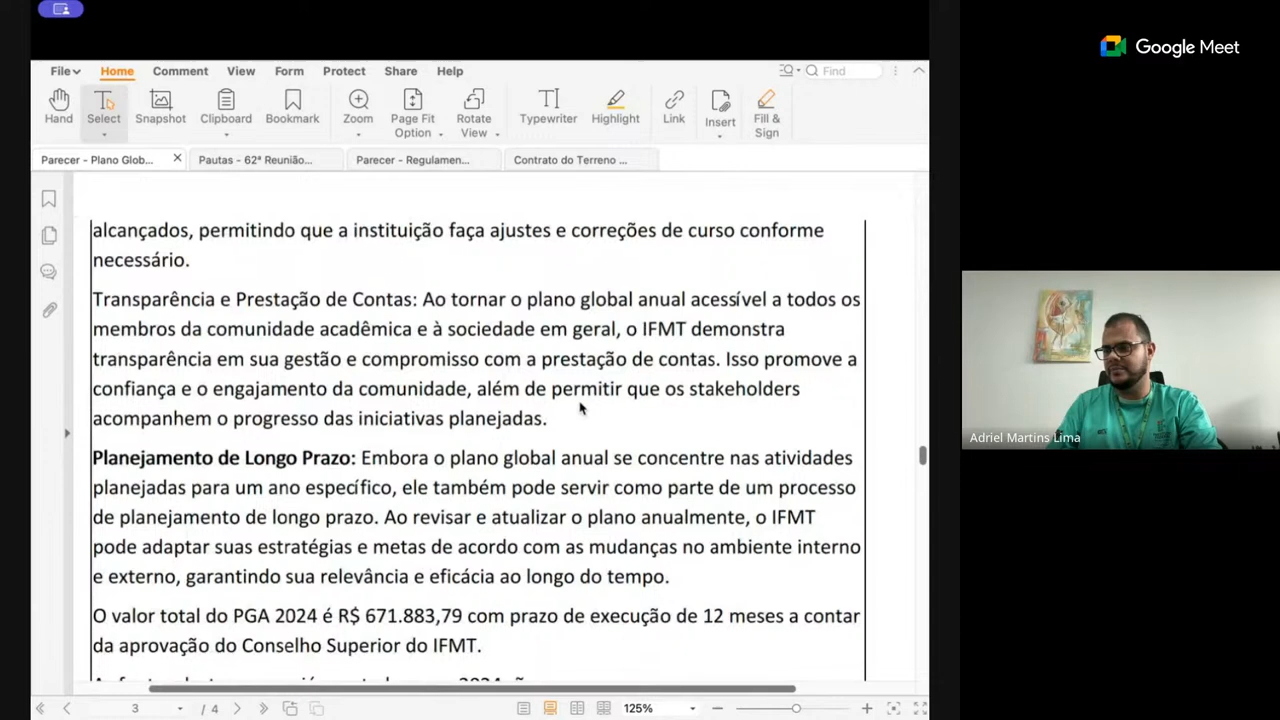 Google Meet
File Home Comment View Form Protect Share Help
Find
Hand Select Snapshot Clipboard Bookmark Zoom Page Fit Option Rotate View Typewriter Highlight Link Insert Fill & Sign
Parecer - Plano Glob... Pautas - 62ª Reunião... Parecer - Regulamen... Contrato do Terreno ...
alcançados, permitindo que a instituição faça ajustes e correções de curso conforme
necessário.
Transparência e Prestação de Contas: Ao tornar o plano global anual acessível a todos os
membros da comunidade acadêmica e à sociedade em geral, o IFMT demonstra
transparência em sua gestão e compromisso com a prestação de contas. Isso promove a
confiança e o engajamento da comunidade, além de permitir que os stakeholders
acompanhem o progresso das iniciativas planejadas.
Planejamento de Longo Prazo: Embora o plano global anual se concentre nas atividades
planejadas para um ano específico, ele também pode servir como parte de um processo
de planejamento de longo prazo. Ao revisar e atualizar o plano anualmente, o IFMT
pode adaptar suas estratégias e metas de acordo com as mudanças no ambiente interno
e externo, garantindo sua relevância e eficácia ao longo do tempo.
O valor total do PGA 2024 é R$ 671.883,79 com prazo de execução de 12 meses a contar
da aprovação do Conselho Superior do IFMT.
3 / 4 125%
Adriel Martins Lima